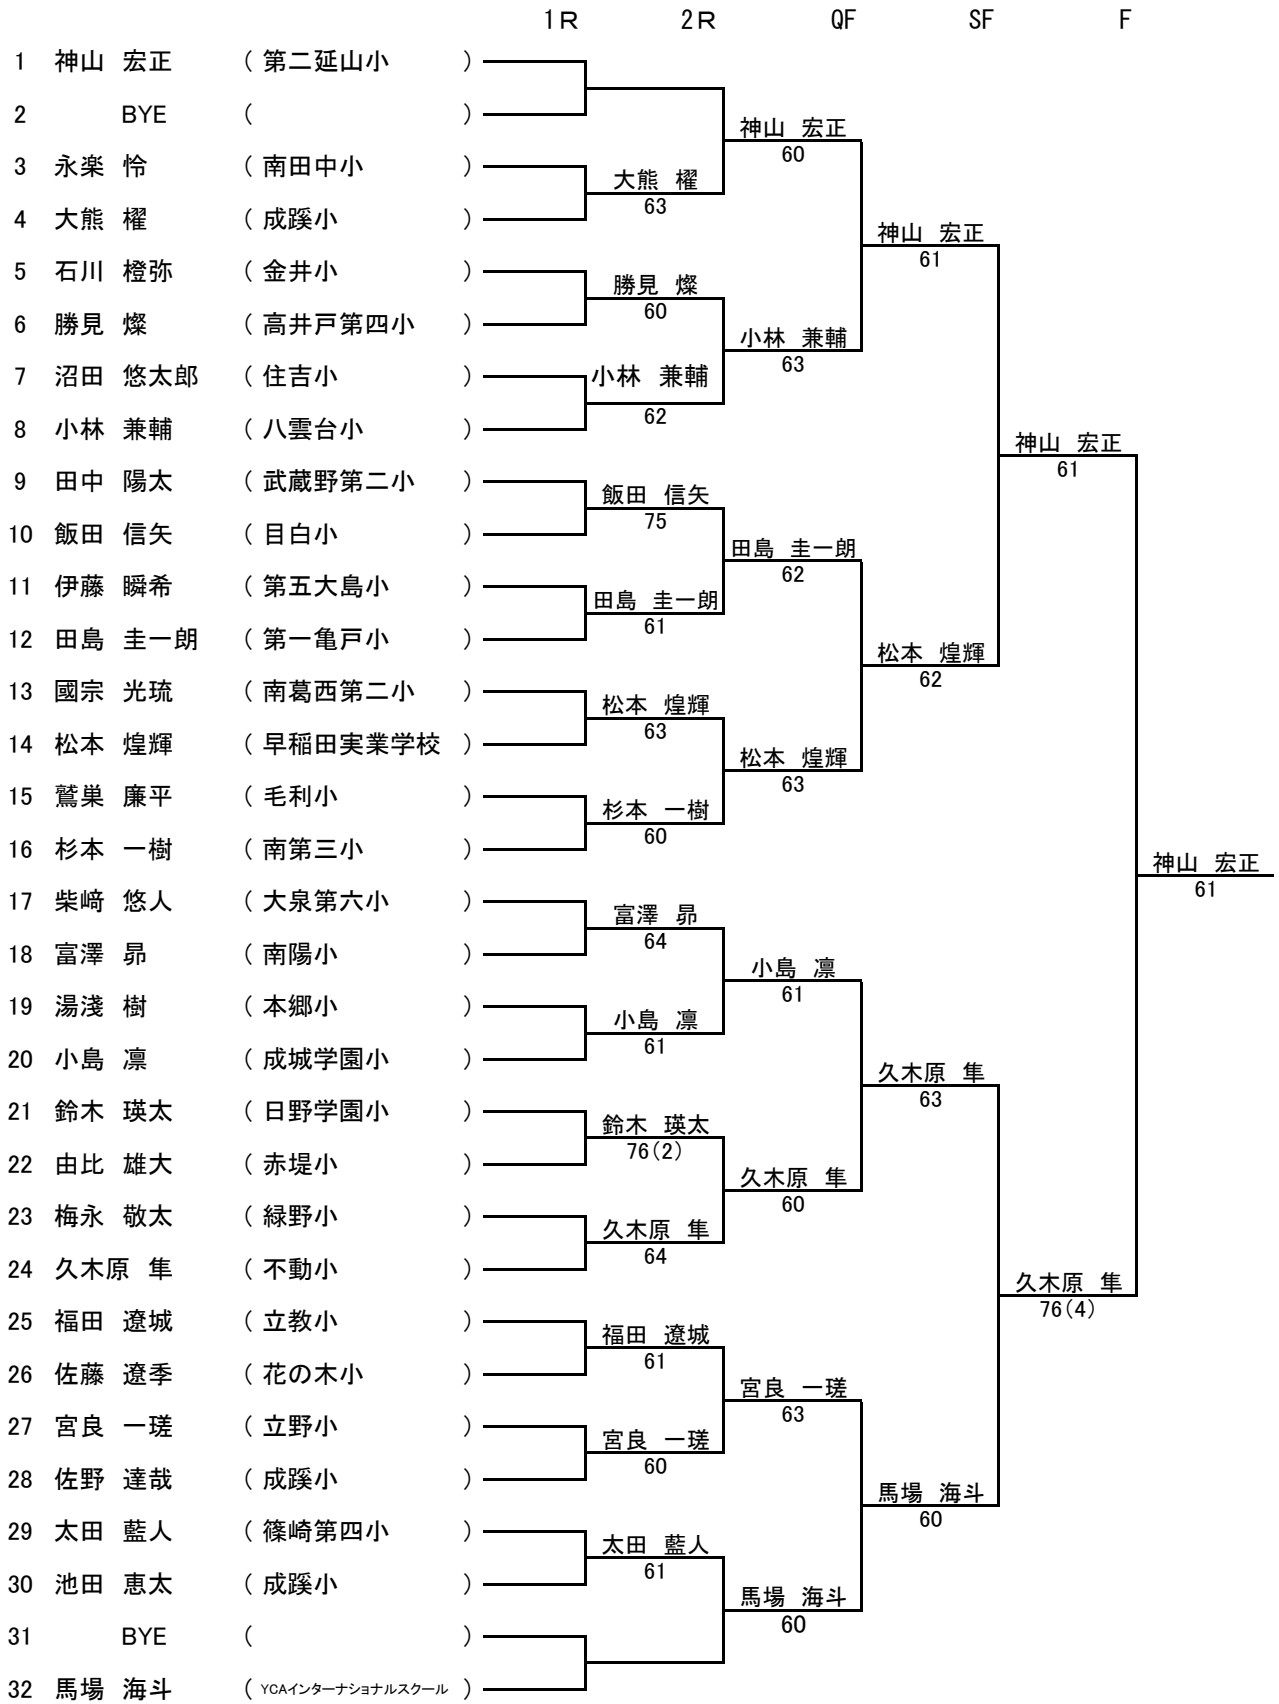 1R 2R QF SF F
1 神山 宏正 ( 第二延山小 )
2 BYE ( )
神山 宏正
60
3 永楽 怜 ( 南田中小 )
大熊 櫂
63
4 大熊 櫂 ( 成蹊小 )
神山 宏正
61
5 石川 橙弥 ( 金井小 )
勝見 燦
60
6 勝見 燦 ( 高井戸第四小 )
小林 兼輔
63
7 沼田 悠太郎 ( 住吉小 )
小林 兼輔
62
8 小林 兼輔 ( 八雲台小 )
神山 宏正
61
9 田中 陽太 ( 武蔵野第二小 )
飯田 信矢
75
10 飯田 信矢 ( 目白小 )
田島 圭一朗
62
11 伊藤 瞬希 ( 第五大島小 )
田島 圭一朗
61
12 田島 圭一朗 ( 第一亀戸小 )
松本 煌輝
62
13 國宗 光琉 ( 南葛西第二小 )
松本 煌輝
63
14 松本 煌輝 ( 早稲田実業学校 )
松本 煌輝
63
15 鷲巣 廉平 ( 毛利小 )
杉本 一樹
60
16 杉本 一樹 ( 南第三小 )
神山 宏正
61
17 柴﨑 悠人 ( 大泉第六小 )
富澤 昴
64
18 富澤 昴 ( 南陽小 )
小島 凛
61
19 湯淺 樹 ( 本郷小 )
小島 凛
61
20 小島 凛 ( 成城学園小 )
久木原 隼
63
21 鈴木 瑛太 ( 日野学園小 )
鈴木 瑛太
76(2)
22 由比 雄大 ( 赤堤小 )
久木原 隼
60
23 梅永 敬太 ( 緑野小 )
久木原 隼
64
24 久木原 隼 ( 不動小 )
久木原 隼
76(4)
25 福田 遼城 ( 立教小 )
福田 遼城
61
26 佐藤 遼季 ( 花の木小 )
宮良 一瑳
63
27 宮良 一瑳 ( 立野小 )
宮良 一瑳
60
28 佐野 達哉 ( 成蹊小 )
馬場 海斗
60
29 太田 藍人 ( 篠崎第四小 )
太田 藍人
61
30 池田 恵太 ( 成蹊小 )
馬場 海斗
60
31 BYE ( )
32 馬場 海斗 ( YCAインターナショナルスクール )